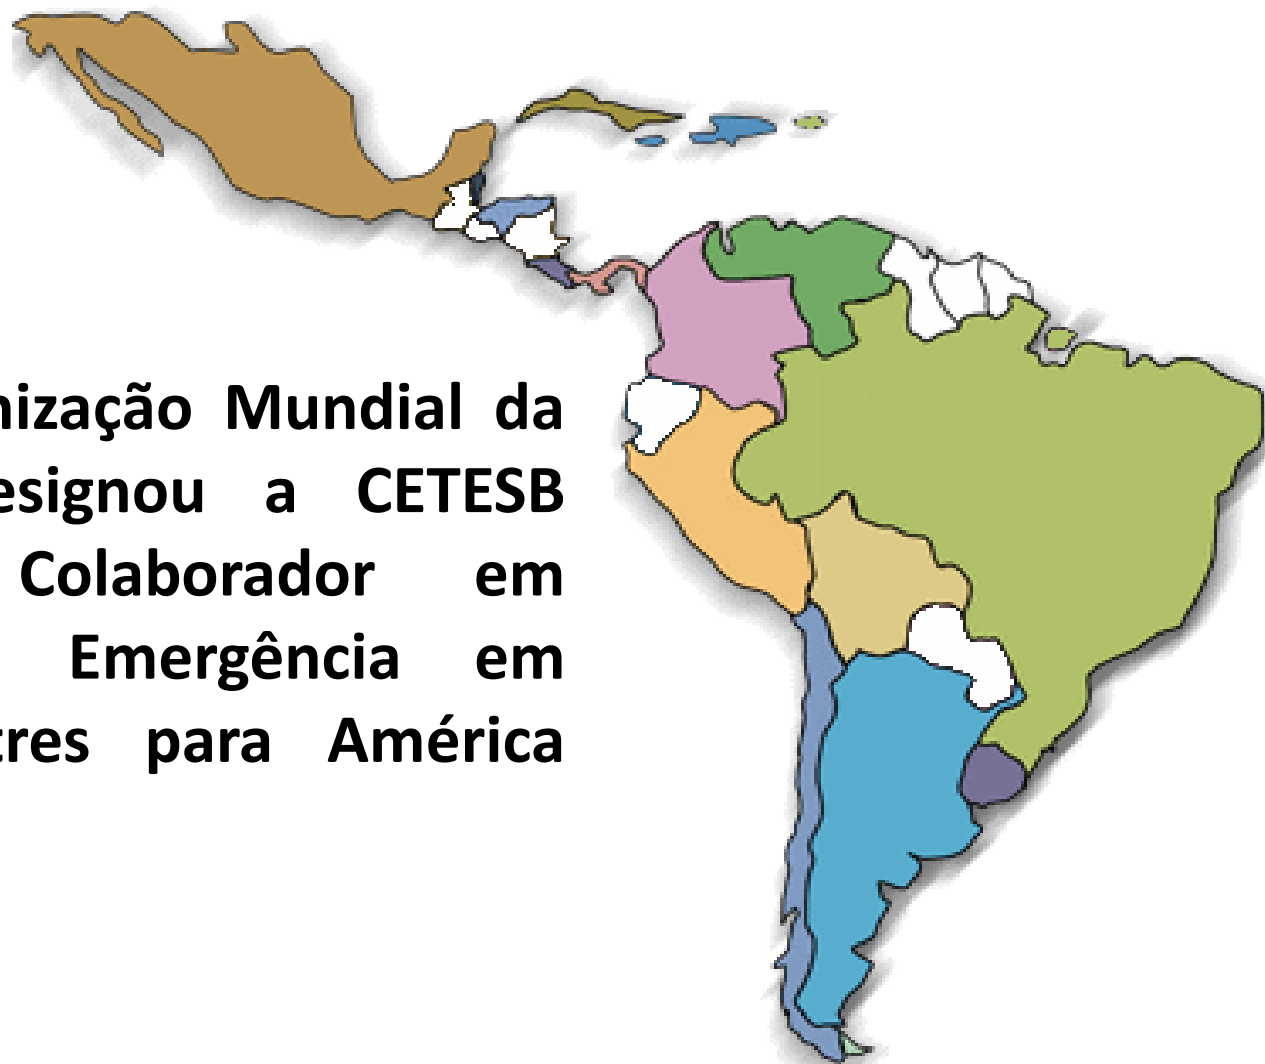 nização Mundial da
esignou a CETESB
Colaborador em
Emergência em
tres para América